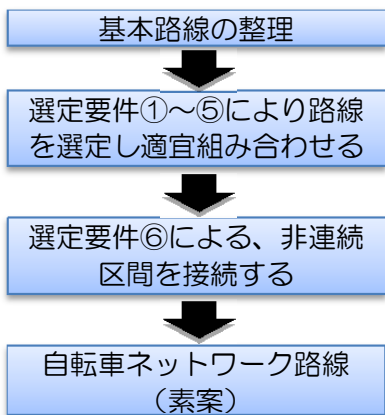 基本路線の整理
選定要件①～⑤により路線
を選定し適宜組み合わせる
選定要件⑥による、非連続
区間を接続する
自転車ネットワーク路線
（素案）